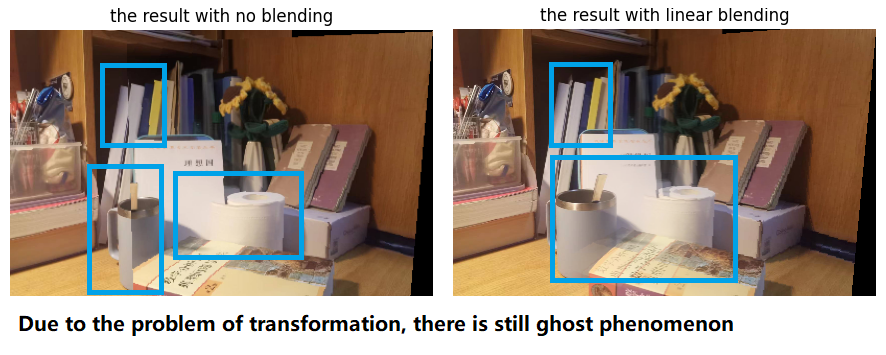 the result with no blending
the result with linear blending
Due to the problem of transformation, there is still ghost phenomenon